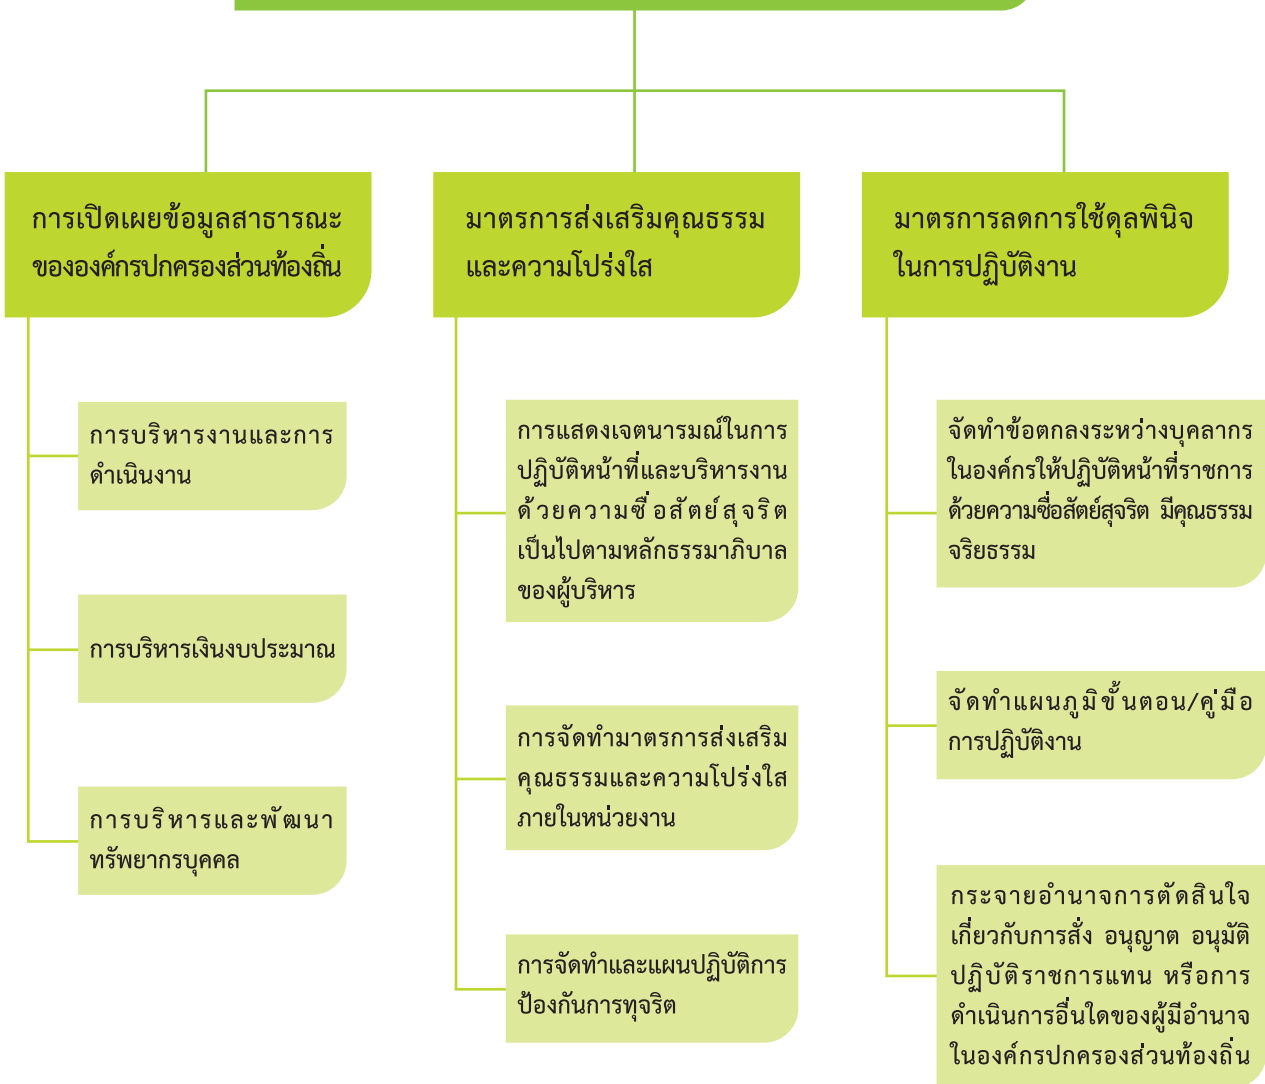 การเปิดเผยข้อมูลสาธารณะ
ขององค์กรปกครองส่วนท้องถิ่น
การบริหารงานและการ
ดำเนินงาน
การบริหารเงินงบประมาณ
การบริหารและพัฒนา
ทรัพยากรบุคคล
มาตรการส่งเสริมคุณธรรม
และความโปร่งใส
การแสดงเจตนารมณ์ในการ
ปฏิบัติหน้าที่และบริหารงาน
ด้วยความซื่อสัตย์สุจริต
เป็นไปตามหลักธรรมาภิบาล
ของผู้บริหาร
การจัดทำมาตรการส่งเสริม
คุณธรรมและความโปร่งใส
ภายในหน่วยงาน
การจัดทำและแผนปฏิบัติการ
ป้องกันการทุจริต
มาตรการลดการใช้ดุลพินิจ
ในการปฏิบัติงาน
จัดทำข้อตกลงระหว่างบุคลากร
ในองค์กรให้ปฏิบัติหน้าที่ราชการ
ด้วยความซื่อสัตย์สุจริต มีคุณธรรม
จริยธรรม
จัดทำแผนภูมิขั้นตอน/คู่มือ
การปฏิบัติงาน
กระจายอำนาจการตัดสินใจ
เกี่ยวกับการสั่ง อนุญาต อนุมัติ
ปฏิบัติราชการแทน หรือการ
ดำเนินการอื่นใดของผู้มีอำนาจ
ในองค์กรปกครองส่วนท้องถิ่น